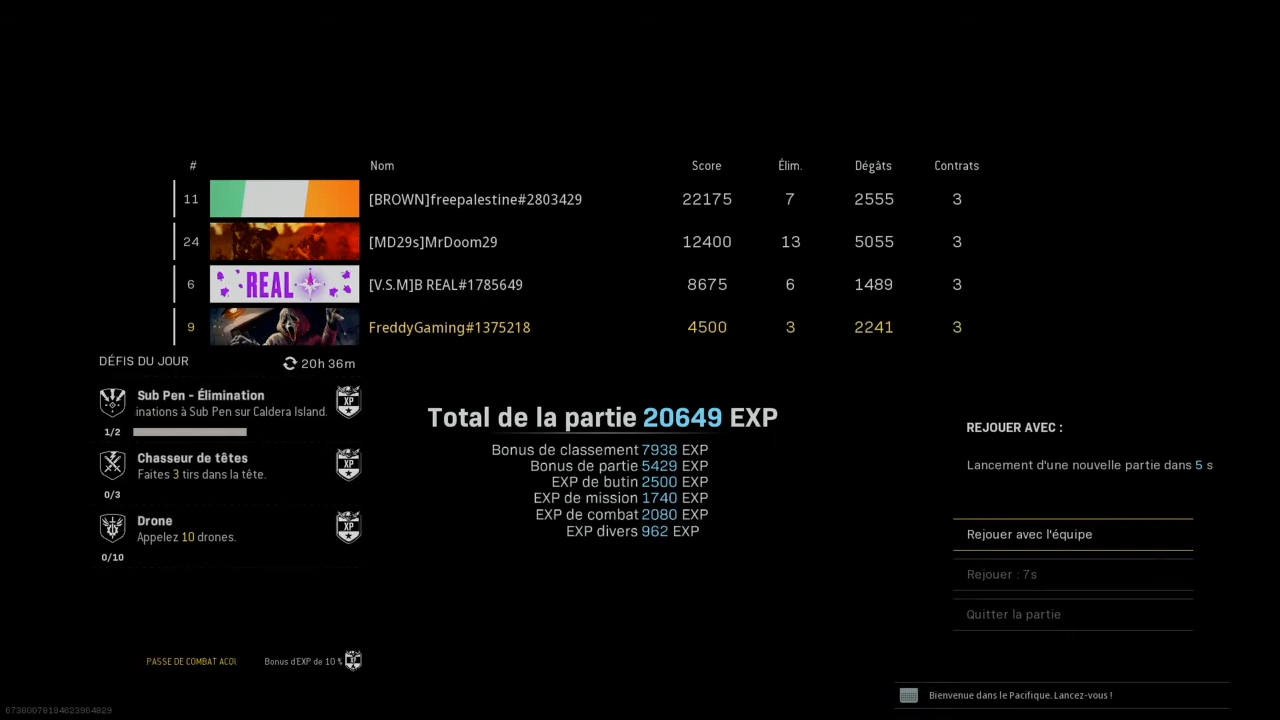 # Nom Score Élim. Dégâts Contrats
11 [BROWN]freepalestine#2803429 22175 7 2555 3
24 [MD29s]MrDoom29 12400 13 5055 3
6 REAL [V.S.M]B REAL#1785649 8675 6 1489 3
9 FreddyGaming#1375218 4500 3 2241 3
DÉFIS DU JOUR 20h 36m
Sub Pen - Élimination
inations à Sub Pen sur Caldera Island.
XP
1/2
Chasseur de têtes
Faites 3 tirs dans la tête.
XP
0/3
Drone
Appelez 10 drones.
XP
0/10
Total de la partie 20649 EXP
Bonus de classement 7938 EXP
Bonus de partie 5429 EXP
EXP de butin 2500 EXP
EXP de mission 1740 EXP
EXP de combat 2080 EXP
EXP divers 962 EXP
REJOUER AVEC :
Lancement d'une nouvelle partie dans 5 s
Rejouer avec l'équipe
Rejouer : 7s
Quitter la partie
PASSE DE COMBAT ACQU Bonus d'EXP de 10 % XP
Bienvenue dans le Pacifique. Lancez-vous !